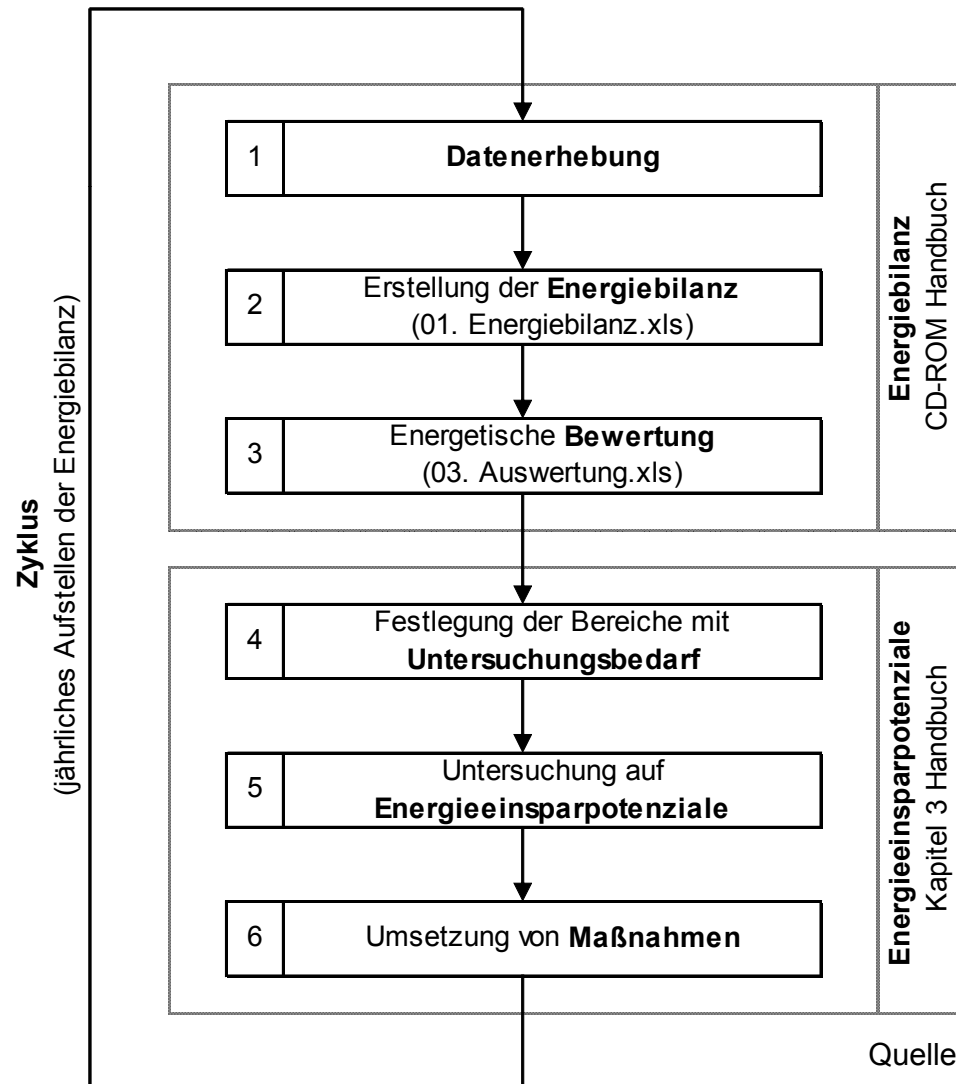 1
Datenerhebung
2
Erstellung der Energiebilanz
(01. Energiebilanz.xls)
3
Energetische Bewertung
(03. Auswertung.xls)
Energiebilanz
CD-ROM Handbuch
Zyklus
(jährliches Aufstellen der Energiebilanz)
4
Festlegung der Bereiche mit
Untersuchungsbedarf
5
Untersuchung auf
Energieeinsparpotenziale
6
Umsetzung von Maßnahmen
Energieeinsparpotenziale
Kapitel 3 Handbuch
Quelle